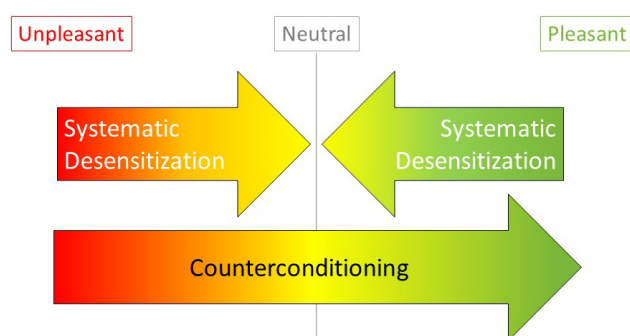 Unpleasant
Neutral
Pleasant
Systematic
Desensitization
Systematic
Desensitization
Counterconditioning